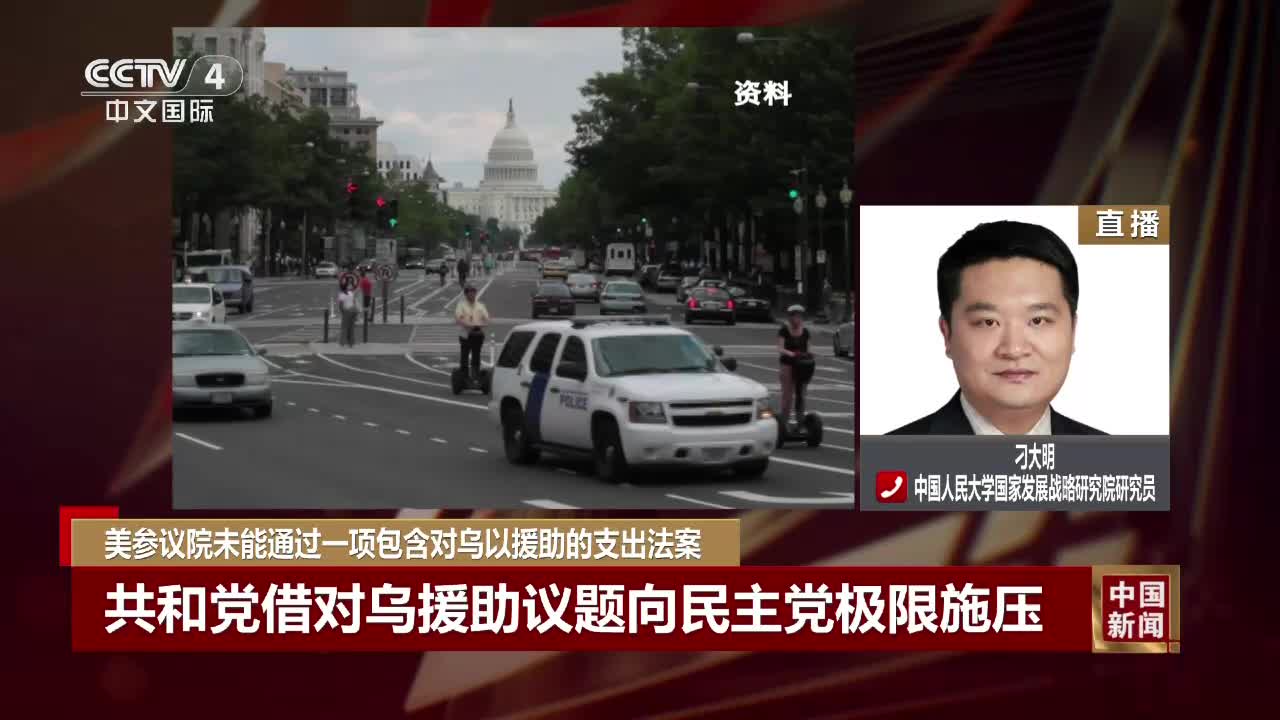 CCTV 4
中文国际
资料
直播
POLICE
刁大明
中国人民大学国家发展战略研究院研究员
美参议院未能通过一项包含对乌以援助的支出法案
共和党借对乌援助议题向民主党极限施压
中国
新闻